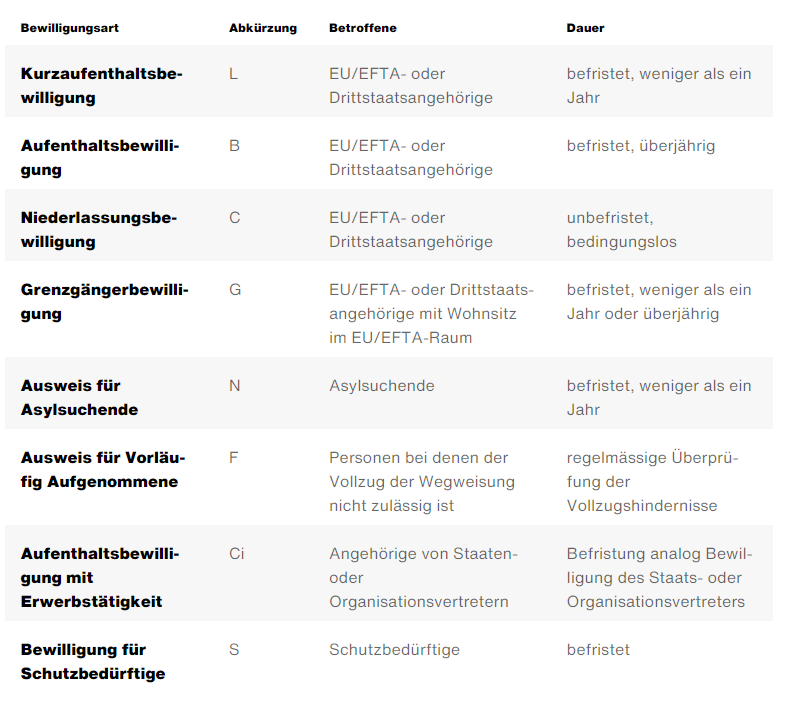 Bewilligungsart Abkürzung Betroffene Dauer
Kurzaufenthaltsbe- L EU/EFTA- oder befristet, weniger als ein
willigung Drittstaatsangehörige Jahr
Aufenthaltsbewilli- B EU/EFTA- oder befristet, überjährig
gung Drittstaatsangehörige
Niederlassungsbe- C EU/EFTA- oder unbefristet,
willigung Drittstaatsangehörige bedingungslos
Grenzgängerbewilli- G EU/EFTA- oder Drittstaats- befristet, weniger als ein
gung angehörige mit Wohnsitz Jahr oder überjährig
im EU/EFTA-Raum
Ausweis für N Asylsuchende befristet, weniger als ein
Asylsuchende Jahr
Ausweis für Vorläu- F Personen bei denen der regelmässige Überprü-
fig Aufgenommene Vollzug der Wegweisung fung der
nicht zulässig ist Vollzugshindernisse
Aufenthaltsbewilli- Ci Angehörige von Staaten- Befristung analog Bewil-
gung mit oder ligung des Staats- oder
Erwerbstätigkeit Organisationsvertretern Organisationsvertreters
Bewilligung für S Schutzbedürftige befristet
Schutzbedürftige